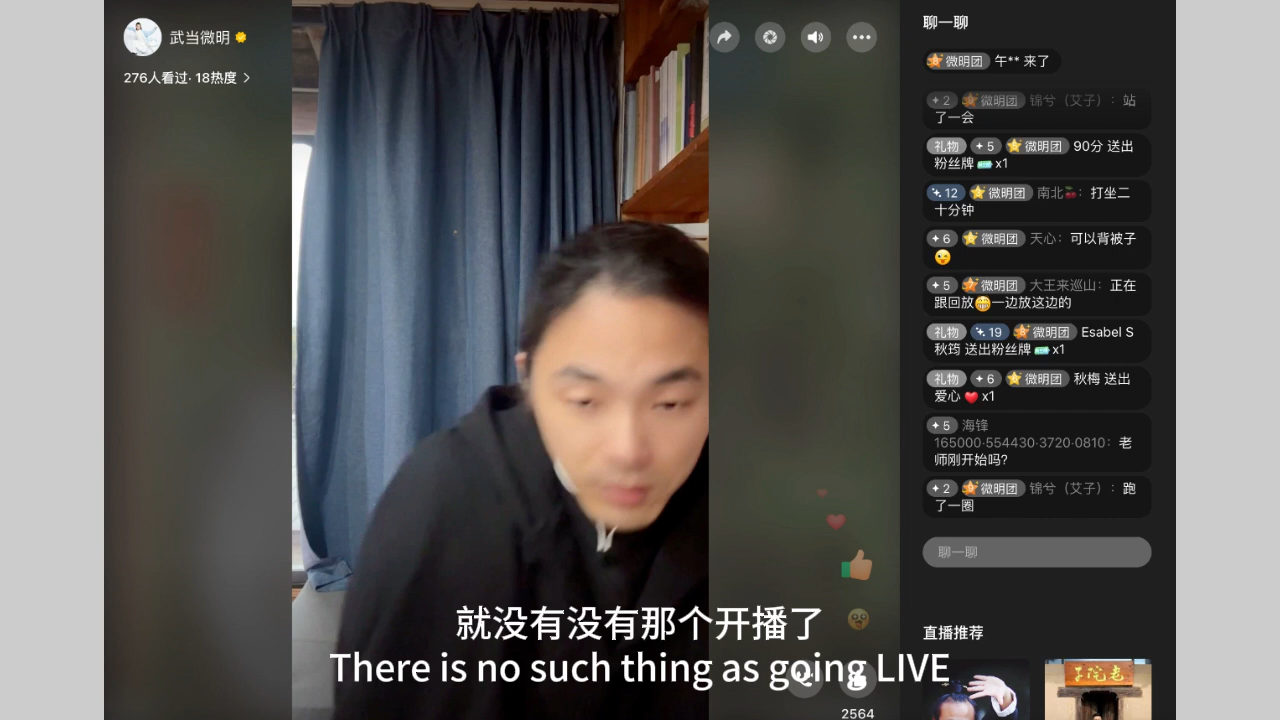 武当微明
276人看过· 18热度
聊一聊
微明团 午** 来了
2 微明团 锦兮（艾子）：站
了一会
礼物 5 微明团 90分 送出
粉丝牌 x1
12 微明团 南北🍒：打坐二
十分钟
6 微明团 天心：可以背被子
😜
5 微明团 大王来巡山：正在
跟回放😁一边放这边的
礼物 19 微明团 Esabel S
秋筠 送出粉丝牌 x1
礼物 6 微明团 秋梅 送出
爱心 ❤️ x1
5 海锋
165000·554430·3720·0810：老
师刚开始吗?
2 微明团 锦兮（艾子）：跑
了一圈
聊一聊
就没有没有那个开播了
There is no such thing as going LIVE
2564
直播推荐
老院子